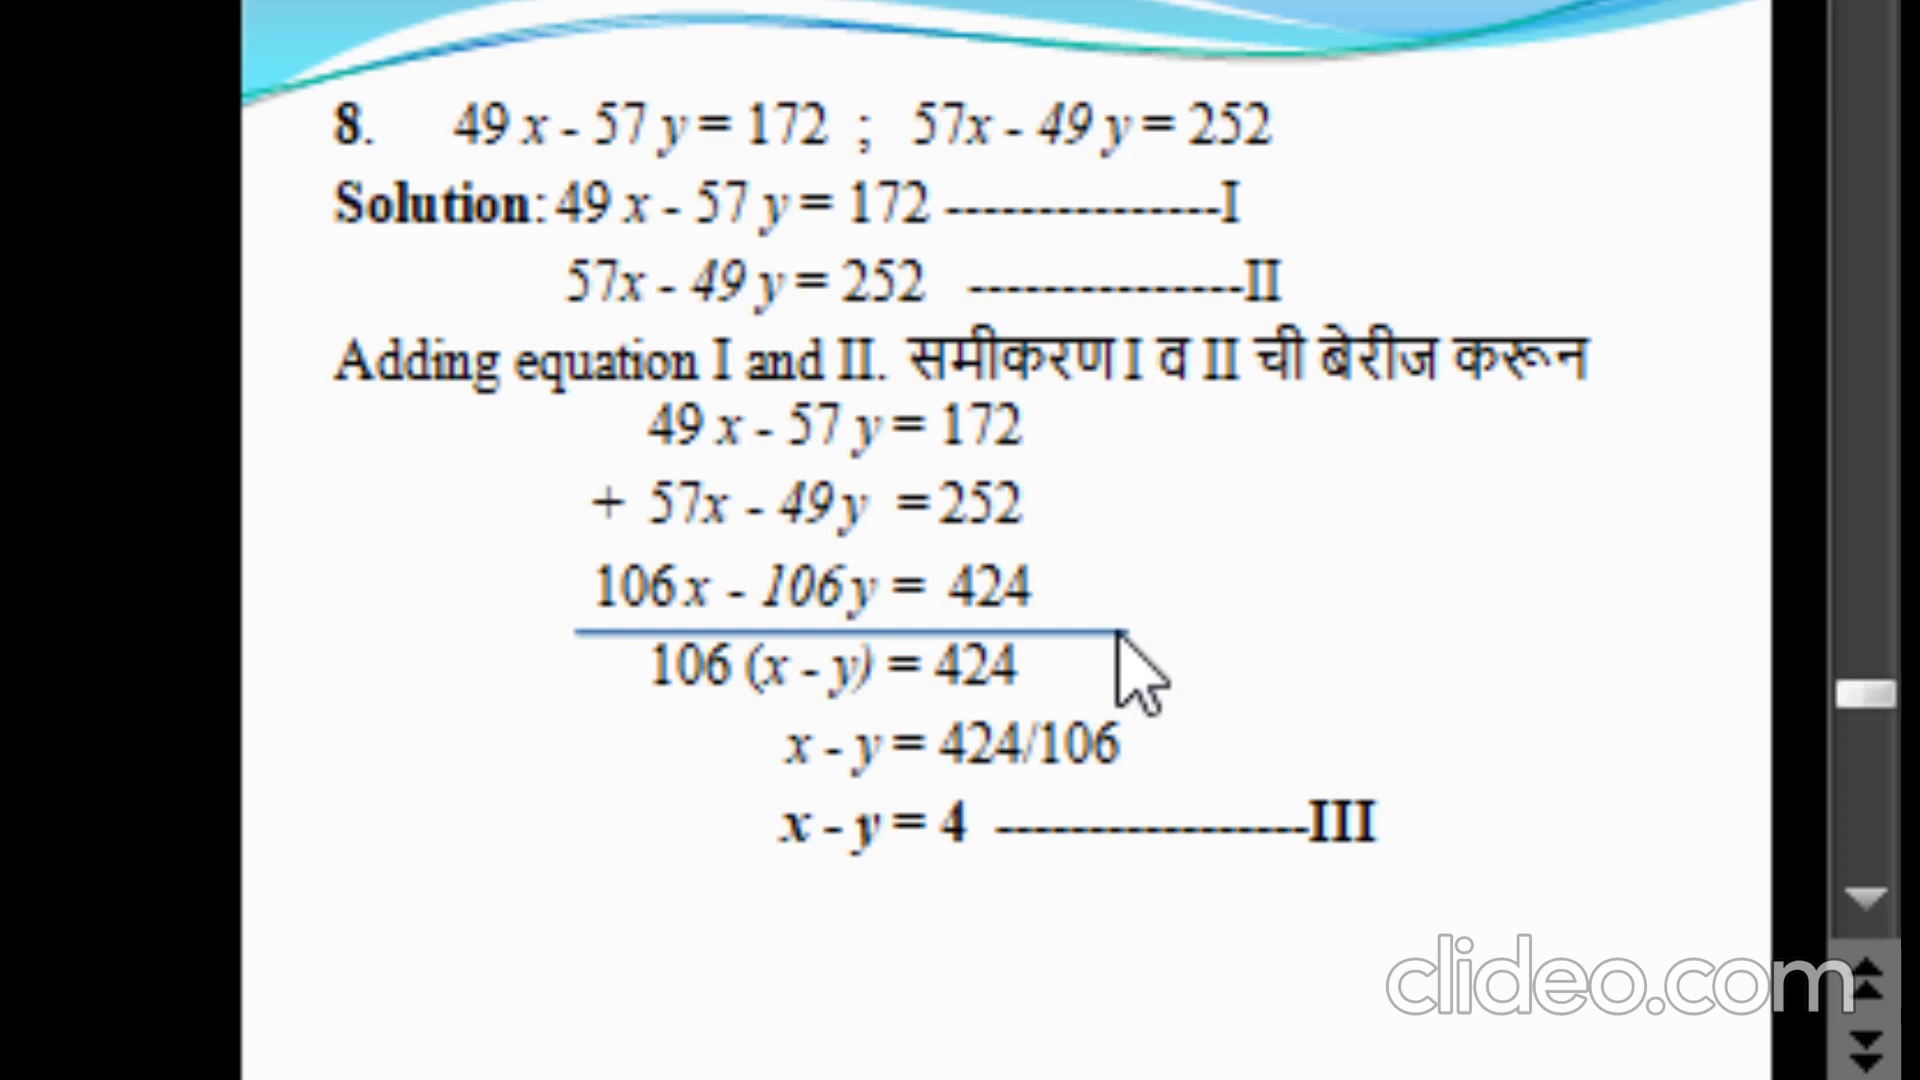 8. 49 x - 57 y = 172 ; 57x - 49 y = 252
Solution: 49 x - 57 y = 172 ---------------I
57x - 49 y = 252 ---------------II
Adding equation I and II. समीकरण I व II ची बेरीज करून
49 x - 57 y = 172
+ 57x - 49 y = 252
106 x - 106 y = 424
106 (x - y) = 424
x - y = 424/106
x - y = 4 -----------------III
clideo.com